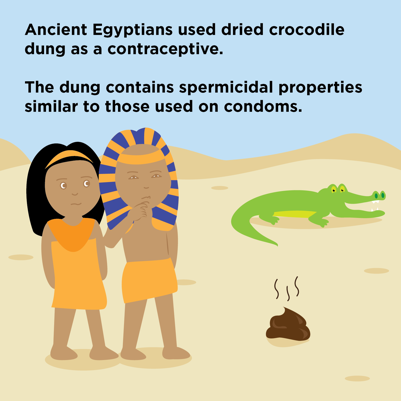 Ancient Egyptians used dried crocodile
dung as a contraceptive.
The dung contains spermicidal properties
similar to those used on condoms.